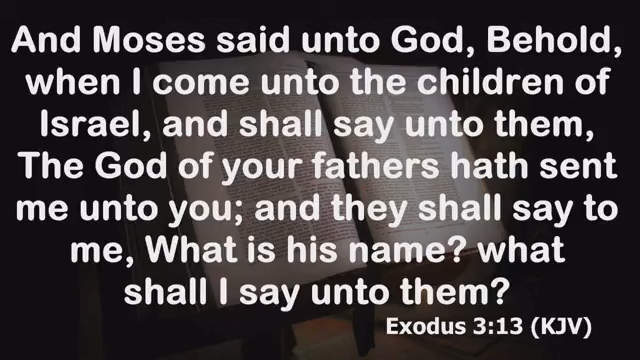 And Moses said unto God, Behold,
when I come unto the children of
Israel, and shall say unto them,
The God of your fathers hath sent
me unto you; and they shall say to
me, What is his name? what
shall I say unto them?
Exodus 3:13 (KJV)